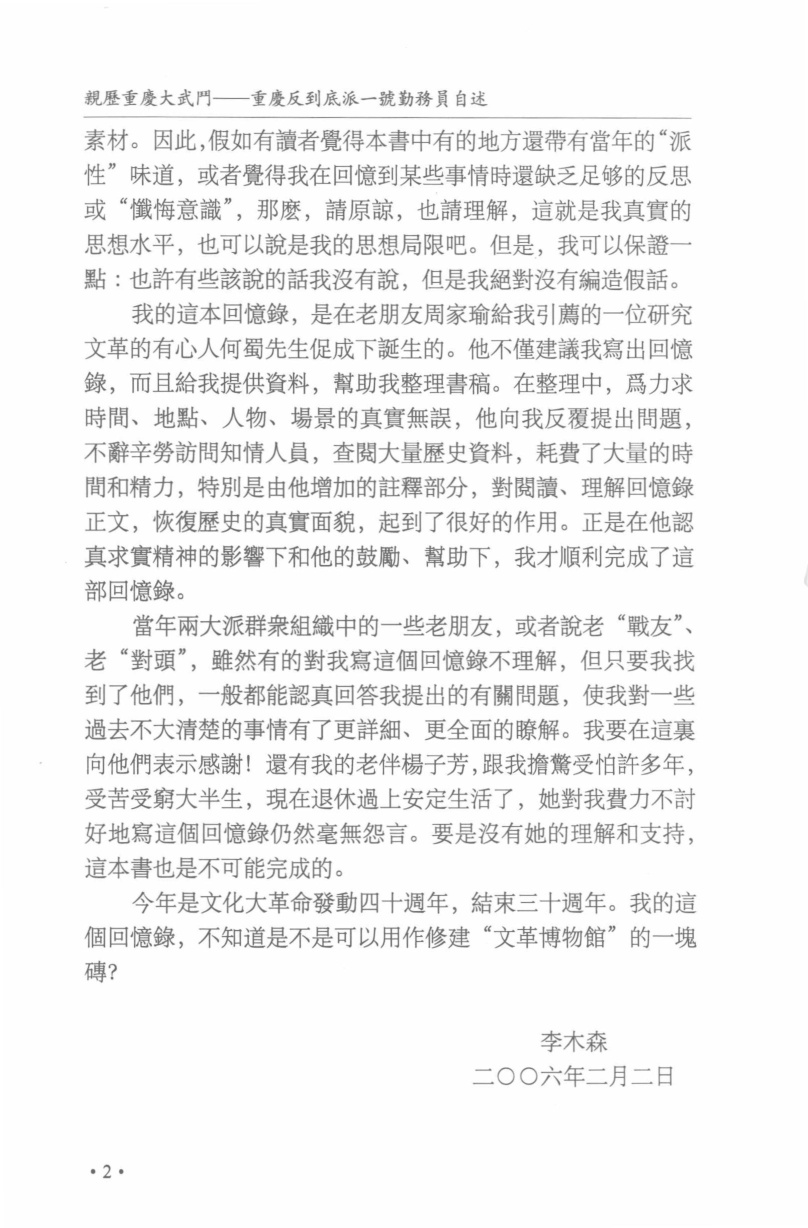 親歷重慶大武鬥——重慶反到底派一號勤務員自述
素材。因此,假如有讀者覺得本書中有的地方還帶有當年的“派
性”味道，或者覺得我在回憶到某些事情時還缺乏足够的反思
或“懺悔意識”，那麽，請原諒，也請理解，這就是我真實的
思想水平，也可以說是我的思想局限吧。但是，我可以保證一
點：也許有些該說的話我沒有說，但是我絕對沒有編造假話。
我的這本回憶錄，是在老朋友周家瑜給我引薦的一位研究
文革的有心人何蜀先生促成下誕生的。他不僅建議我寫出回憶
錄，而且給我提供資料，幫助我整理書稿。在整理中，爲力求
時間、地點、人物、場景的真實無誤，他向我反覆提出問題，
不辭辛勞訪問知情人員，查閱大量歷史資料，耗費了大量的時
間和精力，特別是由他增加的註釋部分，對閱讀、理解回憶錄
正文，恢復歷史的真實面貌，起到了很好的作用。正是在他認
真求實精神的影響下和他的鼓勵、幫助下，我才順利完成了這
部回憶錄。
當年兩大派群衆組織中的一些老朋友，或者說老“戰友”、
老“對頭”，雖然有的對我寫這個回憶錄不理解，但只要我找
到了他們，一般都能認真回答我提出的有關問題，使我對一些
過去不大清楚的事情有了更詳細、更全面的瞭解。我要在這裏
向他們表示感謝！還有我的老伴楊子芳,跟我擔驚受怕許多年，
受苦受窮大半生，現在退休過上安定生活了，她對我費力不討
好地寫這個回憶錄仍然毫無怨言。要是沒有她的理解和支持，
這本書也是不可能完成的。
今年是文化大革命發動四十週年，結束三十週年。我的這
個回憶錄，不知道是不是可以用作修建“文革博物館”的一塊
磚？
李木森
二〇〇六年二月二日
•2•